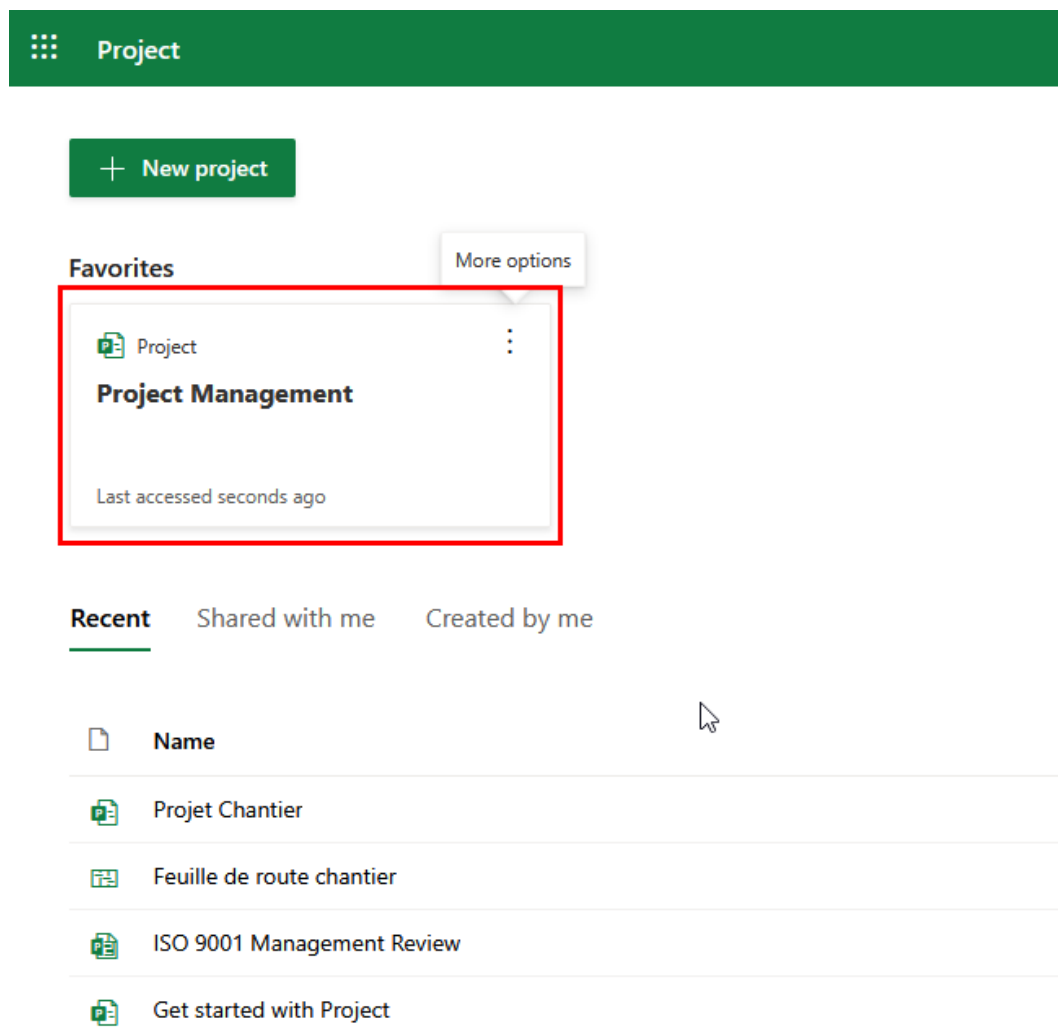 Project
New project
Favorites
More options
Project
Project Management
Last accessed seconds ago
Recent Shared with me Created by me
Name
Projet Chantier
Feuille de route chantier
ISO 9001 Management Review
Get started with Project